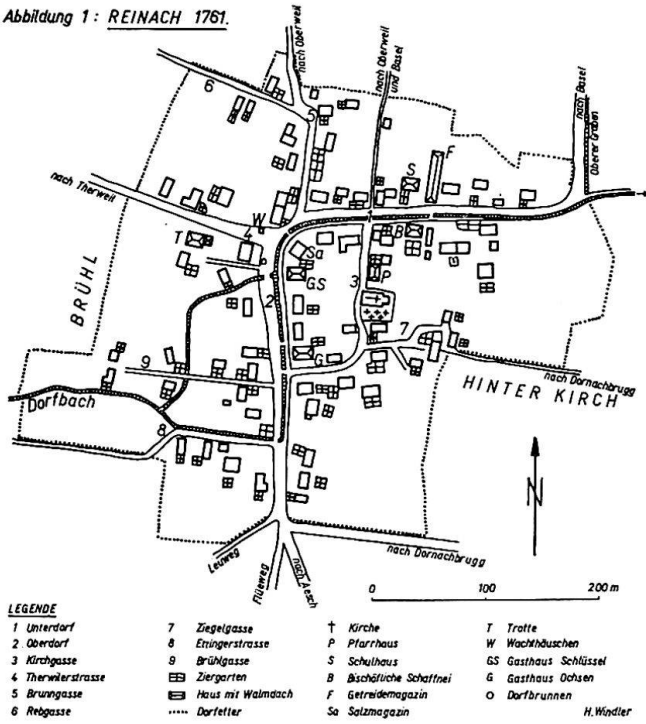 Abbildung 1 : REINACH 1761.
nach Oberweil
nach Oberweil
und Basel
nach Basel
Oberer Graben
6
5
S
F
nach Therweil
W
1
T
4
Sa
B
G
GS
3
P
BRÜHL
2
7
9
G
nach Dornachbrugg
HINTER KIRCH
Dorfbach
8
N
Leuweg
Flüeweg
nach Aesch
nach Dornachbrugg
0 100 200 m
LEGENDE
1 Unterdorf
2 Oberdorf
3 Kirchgasse
4 Therwilerstrasse
5 Brunngasse
6 Rebgasse
7 Ziegelgasse
8 Ettingerstrasse
9 Brühlgasse
Ziergarten
Haus mit Walmdach
Dorfetter
† Kirche
P Pfarrhaus
S Schulhaus
B Bischöfliche Schaffnei
F Getreidemagazin
Sa Salzmagazin
T Trotte
W Wachthäuschen
GS Gasthaus Schlüssel
G Gasthaus Ochsen
O Dorfbrunnen
H. Windler